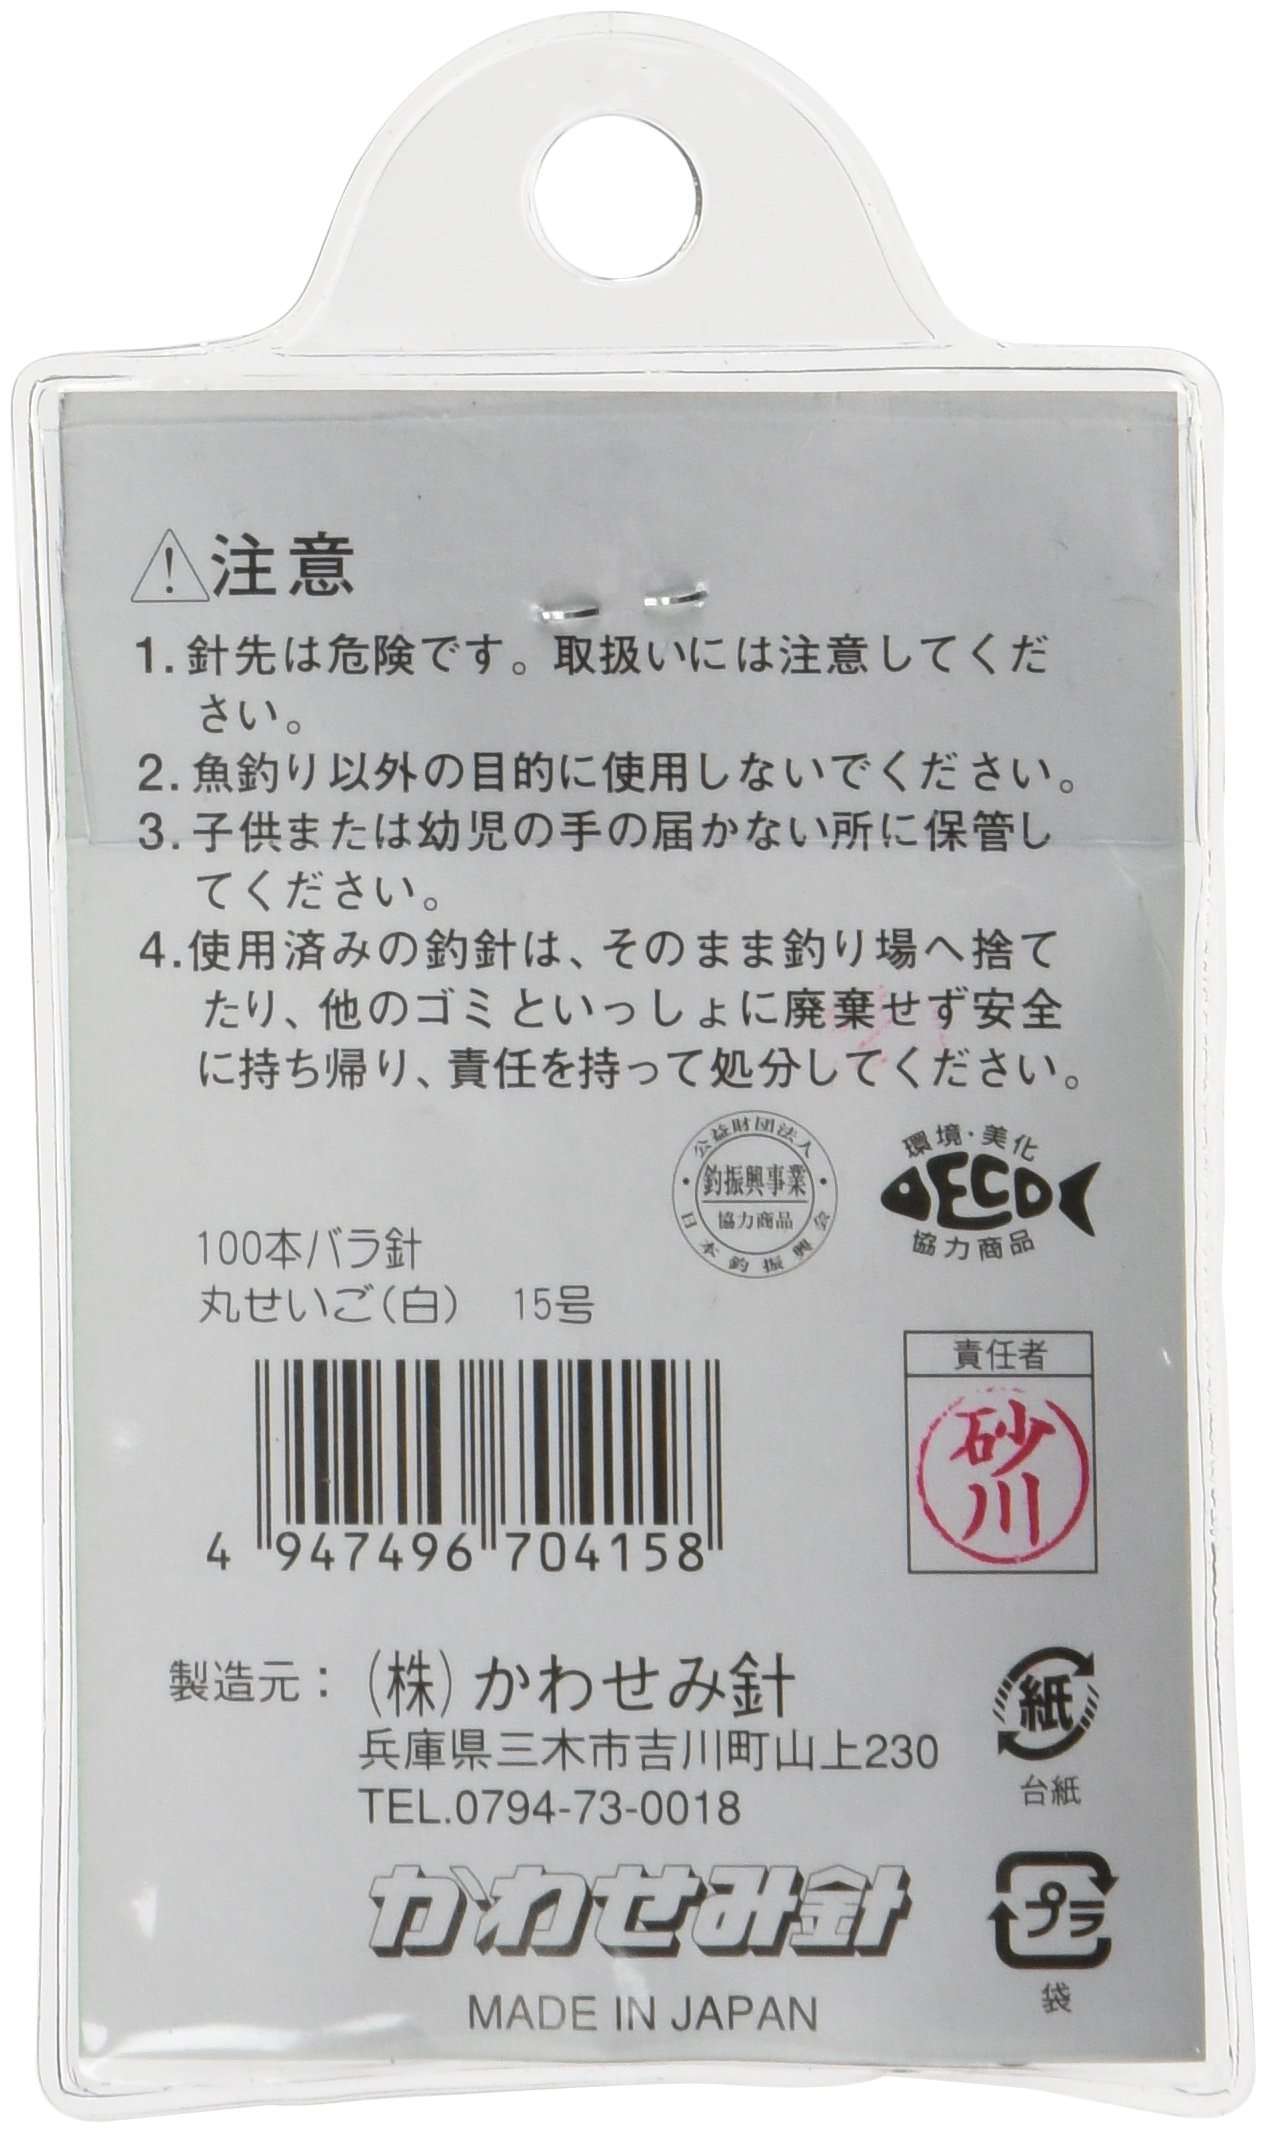 注意
1. 針先は危険です。取扱いには注意してくだ
さい。
2. 魚釣り以外の目的に使用しないでください。
3. 子供または幼児の手の届かない所に保管し
てください。
4. 使用済みの釣針は、そのまま釣り場へ捨て
たり、他のゴミといっしょに廃棄せず安全
に持ち帰り、責任を持って処分してください。
公益財団法人
釣振興事業
協力商品
日本釣振興会
環境・美化
ECO
協力商品
100本バラ針
丸せいご(白) 15号
4 947496 704158
責任者
砂川
製造元：(株)かわせみ針
兵庫県三木市吉川町山上230
TEL.0794-73-0018
紙
台紙
かわせみ針
プラ
袋
MADE IN JAPAN